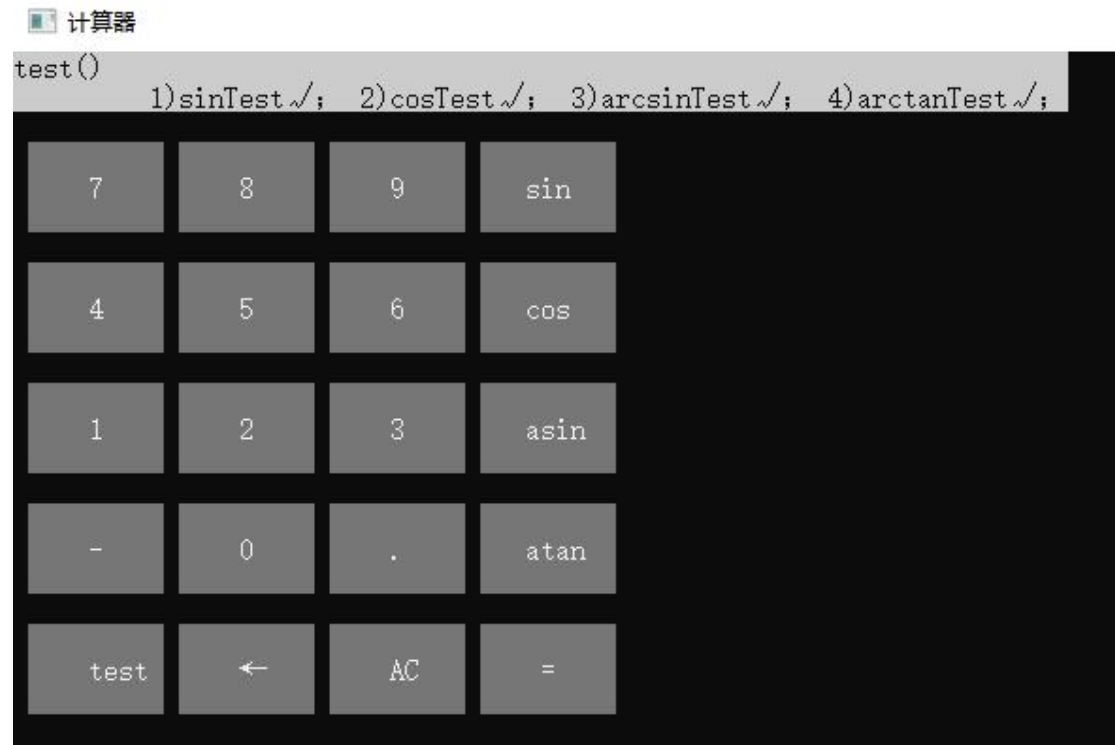 计算器
test()
1)sinTest√; 2)cosTest√; 3)arcsinTest√; 4)arctanTest√;
7 8 9 sin
4 5 6 cos
1 2 3 asin
- 0 . atan
test ← AC =